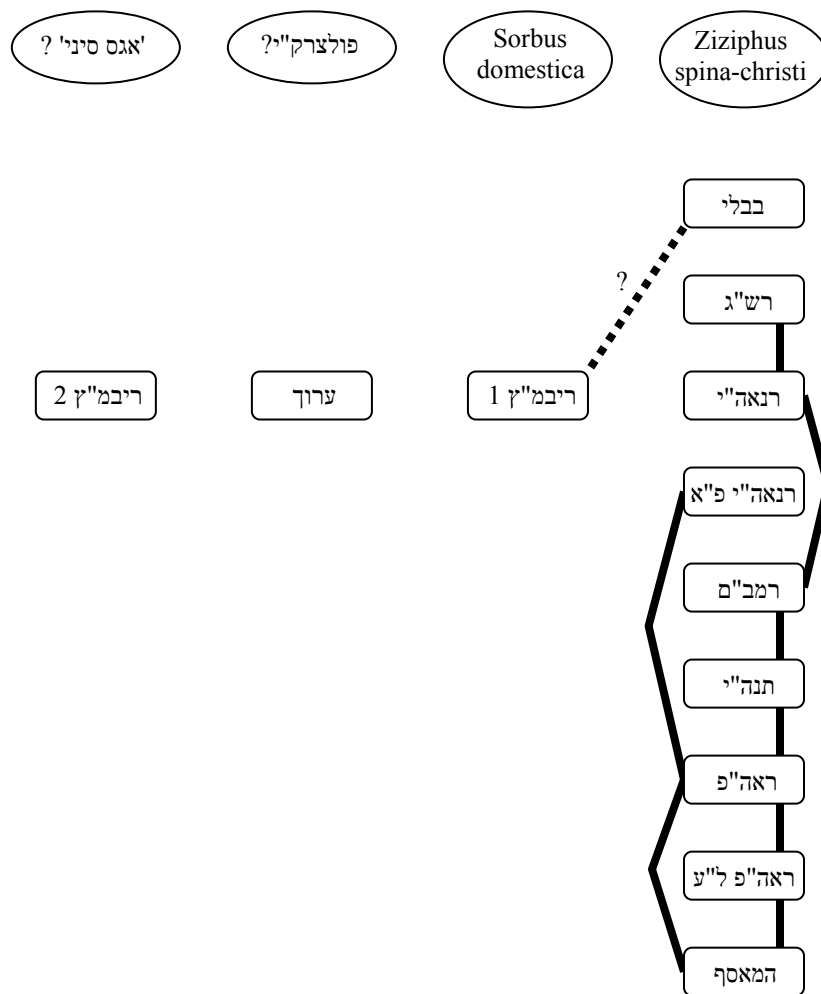 Ziziphus
spina-christi
Sorbus
domestica
פולצרק"י?
'אגס סיני' ?
בבלי
?
רש"ג
רנאה"י
ריבמ"ץ 1
ערוך
ריבמ"ץ 2
רנאה"י פ"א
רמב"ם
תנה"י
ראה"פ
ראה"פ ל"ע
המאסף